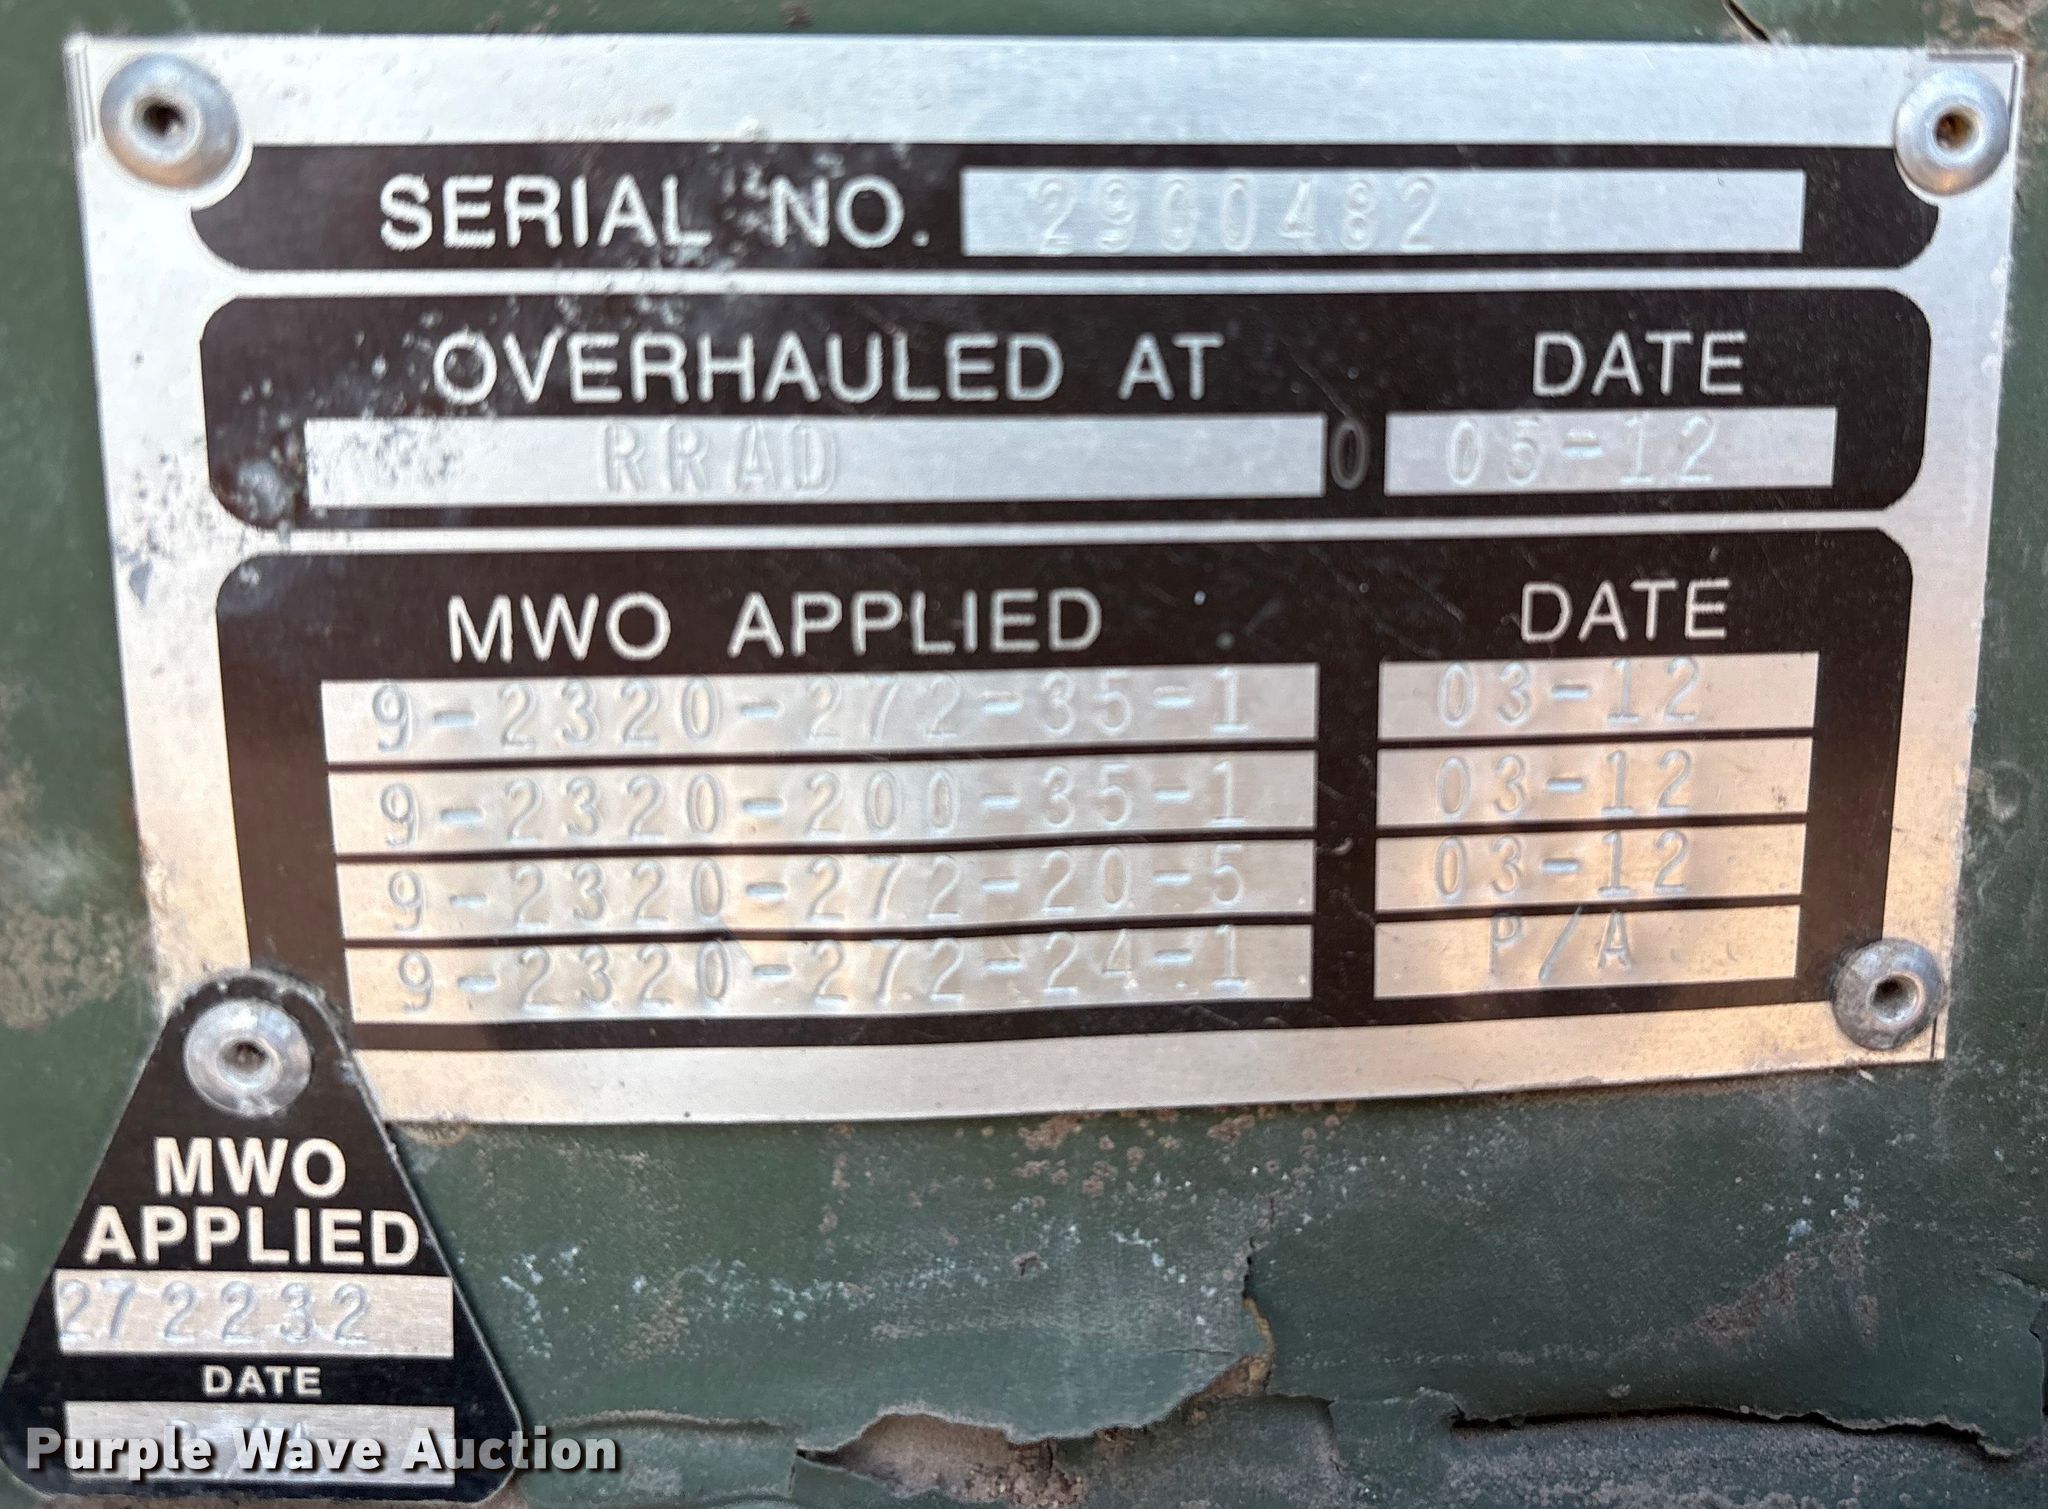 SERIAL NO. 2900482
OVERHAULED AT DATE
RRAD 0 05-12
MWO APPLIED DATE
9-2320-272-35-1 03-12
9-2320-200-35-1 03-12
9-2320-272-20-5 03-12
9-2320-272-24-1 P/A
MWO
APPLIED
272232
DATE
Purple Wave Auction